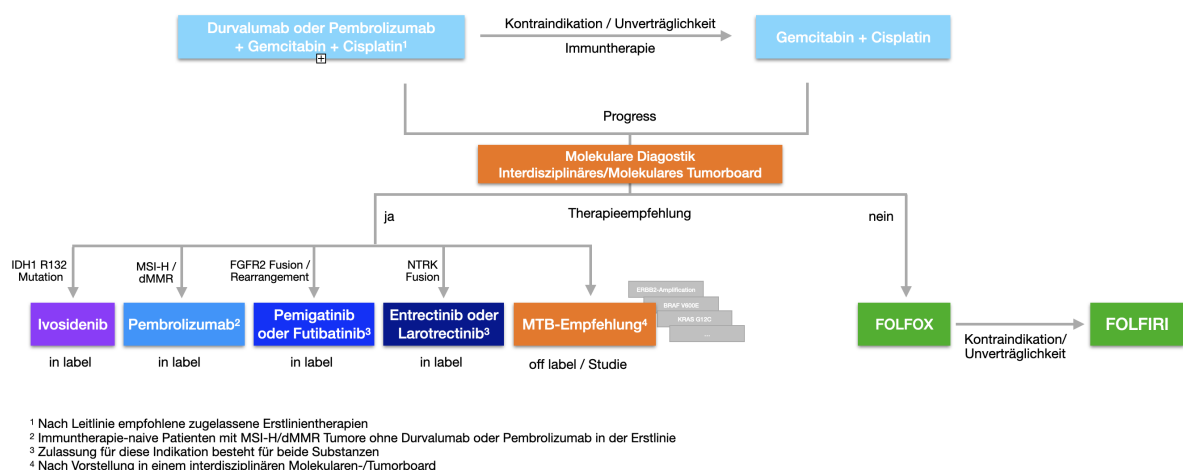 Durvalumab oder Pembrolizumab
+ Gemcitabin + Cisplatin¹
Kontraindikation / Unverträglichkeit
Immuntherapie
Gemcitabin + Cisplatin
Progress
Molekulare Diagostik
Interdisziplinäres/Molekulares Tumorboard
ja
Therapieempfehlung
nein
IDH1 R132
Mutation
MSI-H /
dMMR
FGFR2 Fusion /
Rearrangement
NTRK
Fusion
ERBB2-Amplification
BRAF V600E
KRAS G12C
....
Ivosidenib
Pembrolizumab²
Pemigatinib
oder Futibatinib³
Entrectinib oder
Larotrectinib³
MTB-Empfehlung⁴
FOLFOX
Kontraindikation/
Unverträglichkeit
FOLFIRI
in label
in label
in label
in label
off label / Studie
¹ Nach Leitlinie empfohlene zugelassene Erstlinientherapien
² Immuntherapie-naive Patienten mit MSI-H/dMMR Tumore ohne Durvalumab oder Pembrolizumab in der Erstlinie
³ Zulassung für diese Indikation besteht für beide Substanzen
⁴ Nach Vorstellung in einem interdisziplinären Molekularen-/Tumorboard